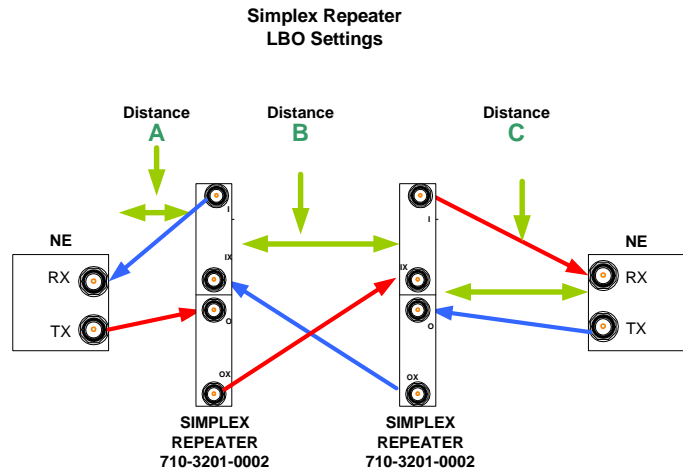 Simplex Repeater
LBO Settings
Distance
A
Distance
B
Distance
C
NE
RX
TX
I
IX
O
OX
I
IX
O
OX
NE
RX
TX
SIMPLEX
REPEATER
710-3201-0002
SIMPLEX
REPEATER
710-3201-0002